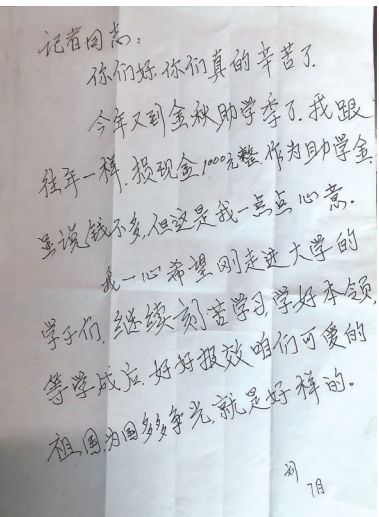 记者同志:
你们好,你们真的辛苦了.
今年又到金秋助学季了.我跟
往年一样.损现金1000元整.作为助学金.
虽说钱不多,但这是我一点点心意.
我一心希望刚走进大学的
学子们,继续刻苦学习,学好本领,
等学成后.好好报效咱们可爱的
祖国,为国多多争光,就是好样的。
刘
7月